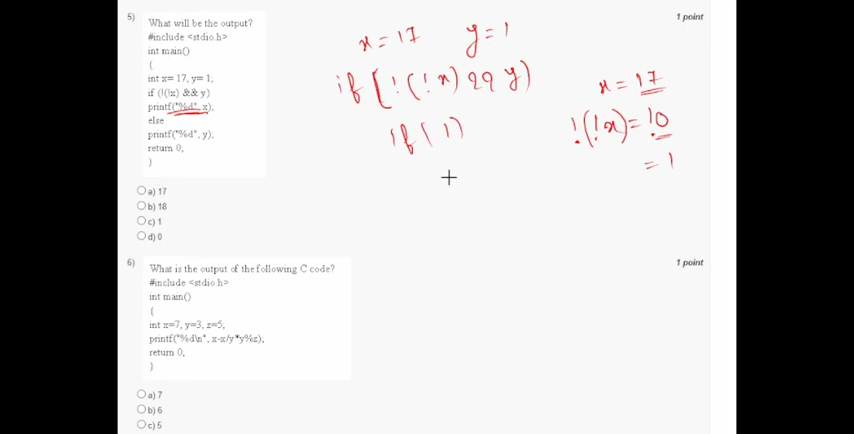 5) What will be the output? 1 point
#include <stdio.h>
int main()
{
int x= 17, y= 1;
if (!(!x) && y)
printf("%d", x);
else
printf("%d", y);
return 0;
}
a) 17
b) 18
c) 1
d) 0
x = 17 y = 1
if [ ! ( ! x ) && y )
if ( 1 )
x = 17
! ( ! x ) = !0
= 1
6) What is the output of the following C code? 1 point
#include <stdio.h>
int main()
{
int x=7, y=3, z=5;
printf("%d\n", x-x/y*y%z);
return 0;
}
a) 7
b) 6
c) 5